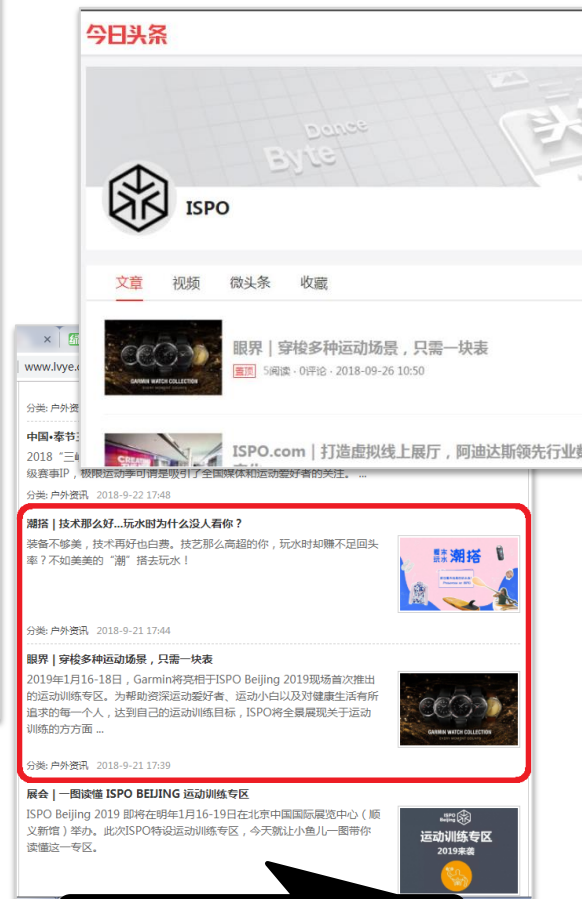 今日头条
Dance
Byte
头
ISPO
文章 视频 微头条 收藏
GARMIN WATCH COLLECTION
眼界 | 穿梭多种运动场景，只需一块表
置顶 5阅读 · 0评论 · 2018-09-26 10:50
ISPO.com | 打造虚拟线上展厅，阿迪达斯领先行业
www.lvye.c
分类: 户外资
中国•奉节
2018 “三
级赛事IP，极限运动季可谓是吸引了全国媒体和运动爱好者的关注。 ...
分类: 户外资讯 2018-9-22 17:48
潮搭 | 技术那么好...玩水时为什么没人看你？
装备不够美，技术再好也白费。技艺那么高超的你，玩水时却赚不足回头
率？不如美美的“潮”搭去玩水！
玩水 潮搭
分类: 户外资讯 2018-9-21 17:44
眼界 | 穿梭多种运动场景，只需一块表
2019年1月16-18日，Garmin将亮相于ISPO Beijing 2019现场首次推出
的运动训练专区。为帮助资深运动爱好者、运动小白以及对健康生活有所
追求的每一个人，达到自己的运动训练目标，ISPO将全景展现关于运动
训练的方方面 ...
GARMIN WATCH COLLECTION
分类: 户外资讯 2018-9-21 17:39
展会 | 一图读懂 ISPO BEIJING 运动训练专区
ISPO Beijing 2019 即将在明年1月16-19日在北京中国国际展览中心（顺
义新馆）举办。此次ISPO特设运动训练专区，今天就让小鱼儿一图带你
读懂这一专区。
ISPO
Beijing
运动训练专区
2019来袭